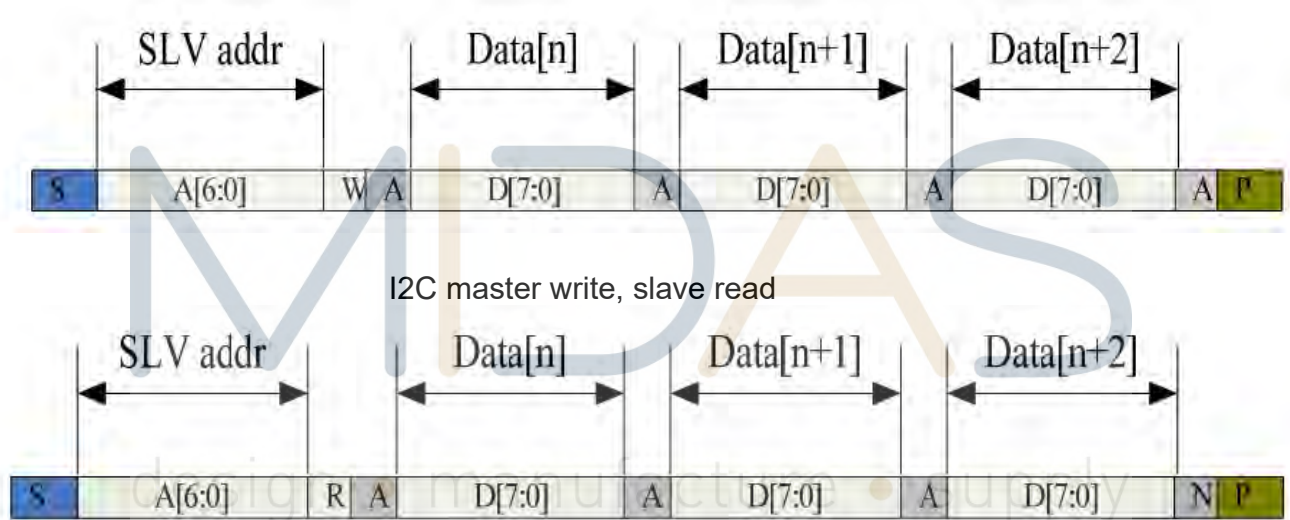 SLV addr Data[n] Data[n+1] Data[n+2]
S A[6:0] W A D[7:0] A D[7:0] A D[7:0] A P
MIDAS
I2C master write, slave read
SLV addr Data[n] Data[n+1] Data[n+2]
design • manufacture • supply
S A[6:0] R A D[7:0] A D[7:0] A D[7:0] N P